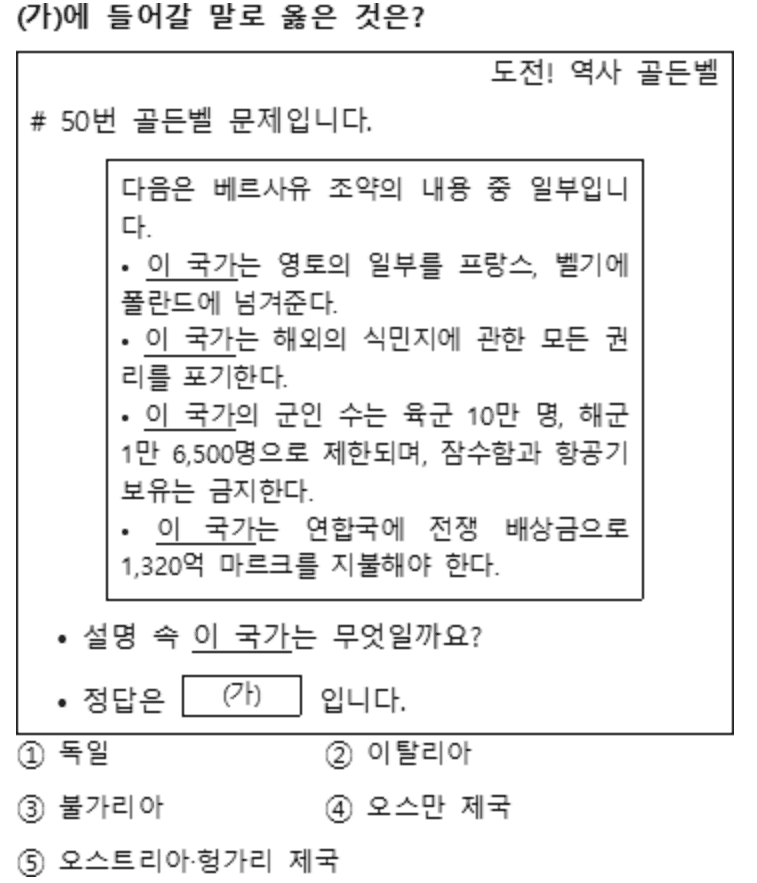 (가)에 들어갈 말로 옳은 것은?
도전! 역사 골든벨
# 50번 골든벨 문제입니다.
다음은 베르사유 조약의 내용 중 일부입니
다.
• 이 국가는 영토의 일부를 프랑스, 벨기에
폴란드에 넘겨준다.
• 이 국가는 해외의 식민지에 관한 모든 권
리를 포기한다.
• 이 국가의 군인 수는 육군 10만 명, 해군
1만 6,500명으로 제한되며, 잠수함과 항공기
보유는 금지한다.
• 이 국가는 연합국에 전쟁 배상금으로
1,320억 마르크를 지불해야 한다.
• 설명 속 이 국가는 무엇일까요?
• 정답은 (가) 입니다.
① 독일 ② 이탈리아
③ 불가리아 ④ 오스만 제국
⑤ 오스트리아·헝가리 제국